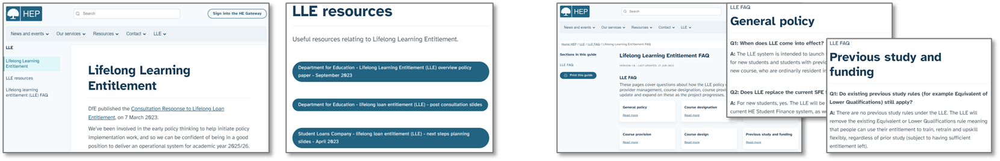 HEP
Search
Sign into the HE Gateway
News and events
Our services
Resources
Contact
LLE
LLE
Lifelong Learning
Entitlement
LLE resources
Lifelong learning
entitlement (LLE) FAQ
Lifelong Learning
Entitlement
DfE published the Consultation Response to Lifelong Loan
Entitlement, on 7 March 2023.
We've been involved in the early policy thinking to help initiate policy
implementation work, and so we can be confident of being in a good
position to deliver an operational system for academic year 2025/26.
LLE resources
Useful resources relating to Lifelong Learning Entitlement.
Department for Education - Lifelong Learning Entitlement (LLE) overview policy
paper - September 2023
Department for Education - lifelong loan entitlement (LLE) - post consultation slides
Student Loans Company - lifelong loan entitlement (LLE) - next steps planning
slides - April 2023
HEP
Search
News and events
Our services
Resources
Contact
LLE
Home HEP / LLE / LLE FAQ / Lifelong Learning Entitlement FAQ
Sections in this guide
LLE FAQ
Print this guide
Lifelong Learning Entitlement FAQ
VERSION 1.0 - LAST UPDATED: 27 JUN 2023
LLE FAQ
These pages cover questions about how the LLE policy
provider management, course designation, course provis
update and expand on these as the project progresses.
General policy
Read more
Course designation
Read more
Course provision
Read more
Course design
Read more
Previous study and funding
Read more
LLE FAQ
General policy
Q1: When does LLE come into effect?
A: The LLE system is intended to launch
for new students and students with previo
new course, who are ordinarily resident in
Q2: Does LLE replace the current SFE
A: For new students, yes. The LLE will be
current HE Student Finance system, as we
LLE FAQ
Previous study and
funding
Q1: Do existing previous study rules (for example Equivalent of
Lower Qualifications) still apply?
A: There are no previous study rules under the LLE. The LLE will
remove the existing Equivalent or Lower Qualifications rule meaning
that people can use their entitlement to train, retrain and upskill
flexibly, regardless of prior study (subject to having sufficient
entitlement left).